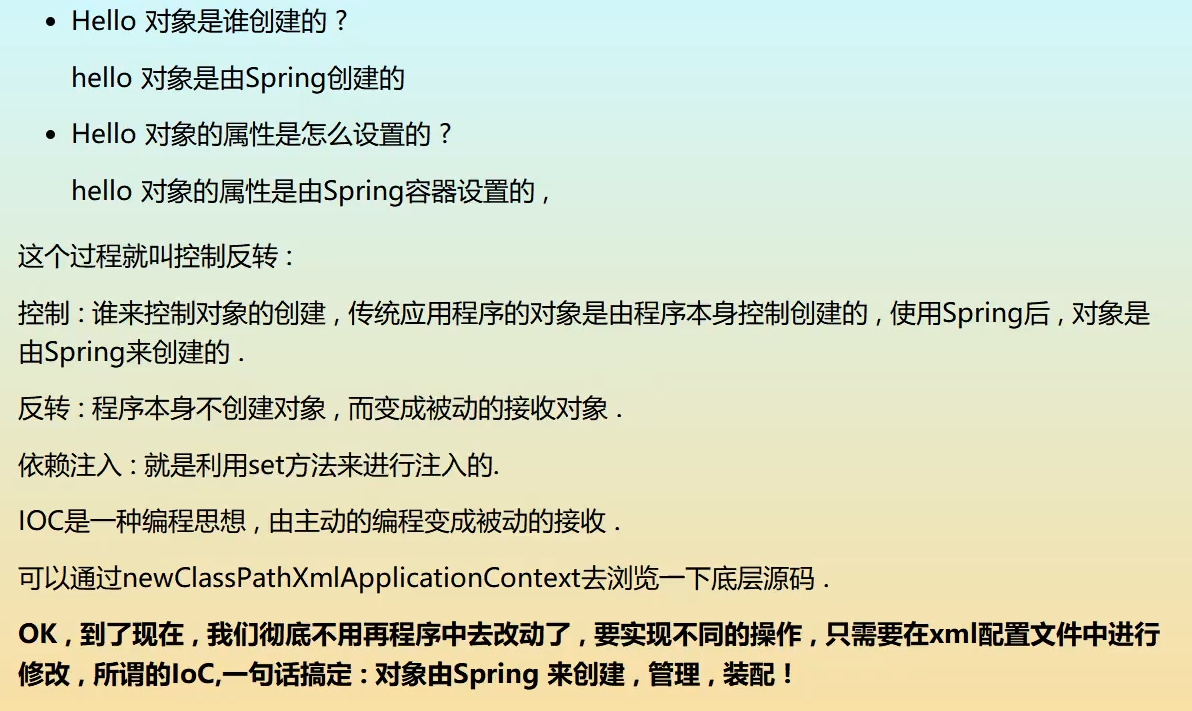 Hello 对象是谁创建的 ?
hello 对象是由Spring创建的
Hello 对象的属性是怎么设置的 ?
hello 对象的属性是由Spring容器设置的 ,
这个过程就叫控制反转 :
控制 : 谁来控制对象的创建 , 传统应用程序的对象是由程序本身控制创建的 , 使用Spring后 , 对象是
由Spring来创建的 .
反转 : 程序本身不创建对象 , 而变成被动的接收对象 .
依赖注入 : 就是利用set方法来进行注入的.
IOC是一种编程思想 , 由主动的编程变成被动的接收 .
可以通过newClassPathXmlApplicationContext去浏览一下底层源码 .
OK , 到了现在 , 我们彻底不用再程序中去改动了 , 要实现不同的操作 , 只需要在xml配置文件中进行
修改 , 所谓的IoC,一句话搞定 : 对象由Spring 来创建 , 管理 , 装配 !